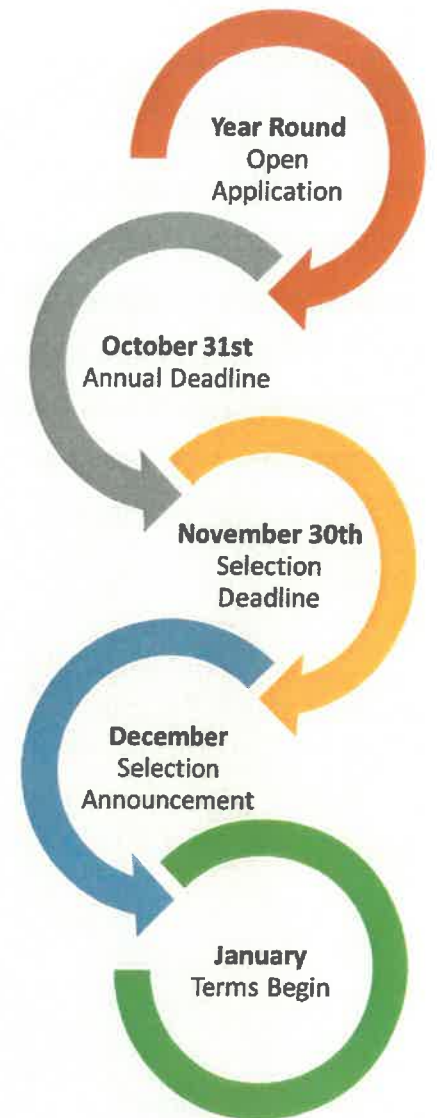 Year Round
Open
Application
October 31st
Annual Deadline
November 30th
Selection
Deadline
December
Selection
Announcement
January
Terms Begin